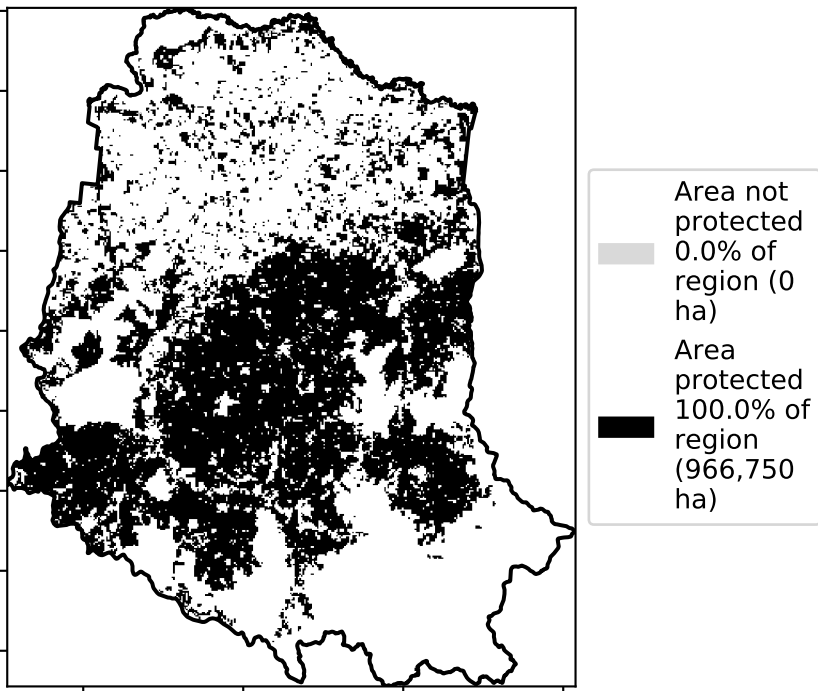 Area not
protected
0.0% of
region (0
ha)
Area
protected
100.0% of
region
(966,750
ha)